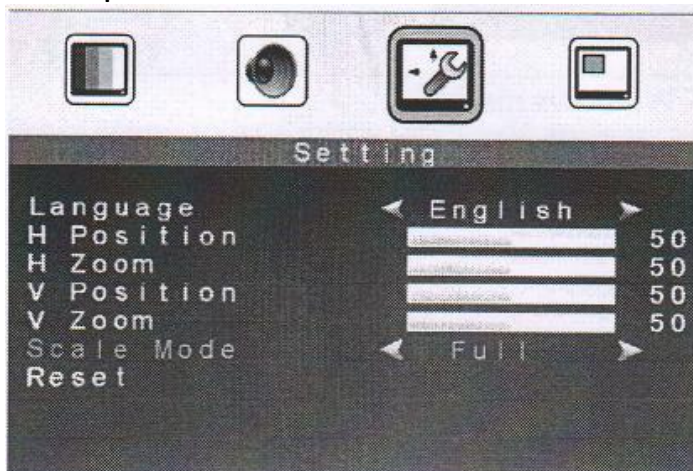 Setting
Language English
H Position 50
H Zoom 50
V Position 50
V Zoom 50
Scale Mode Full
Reset